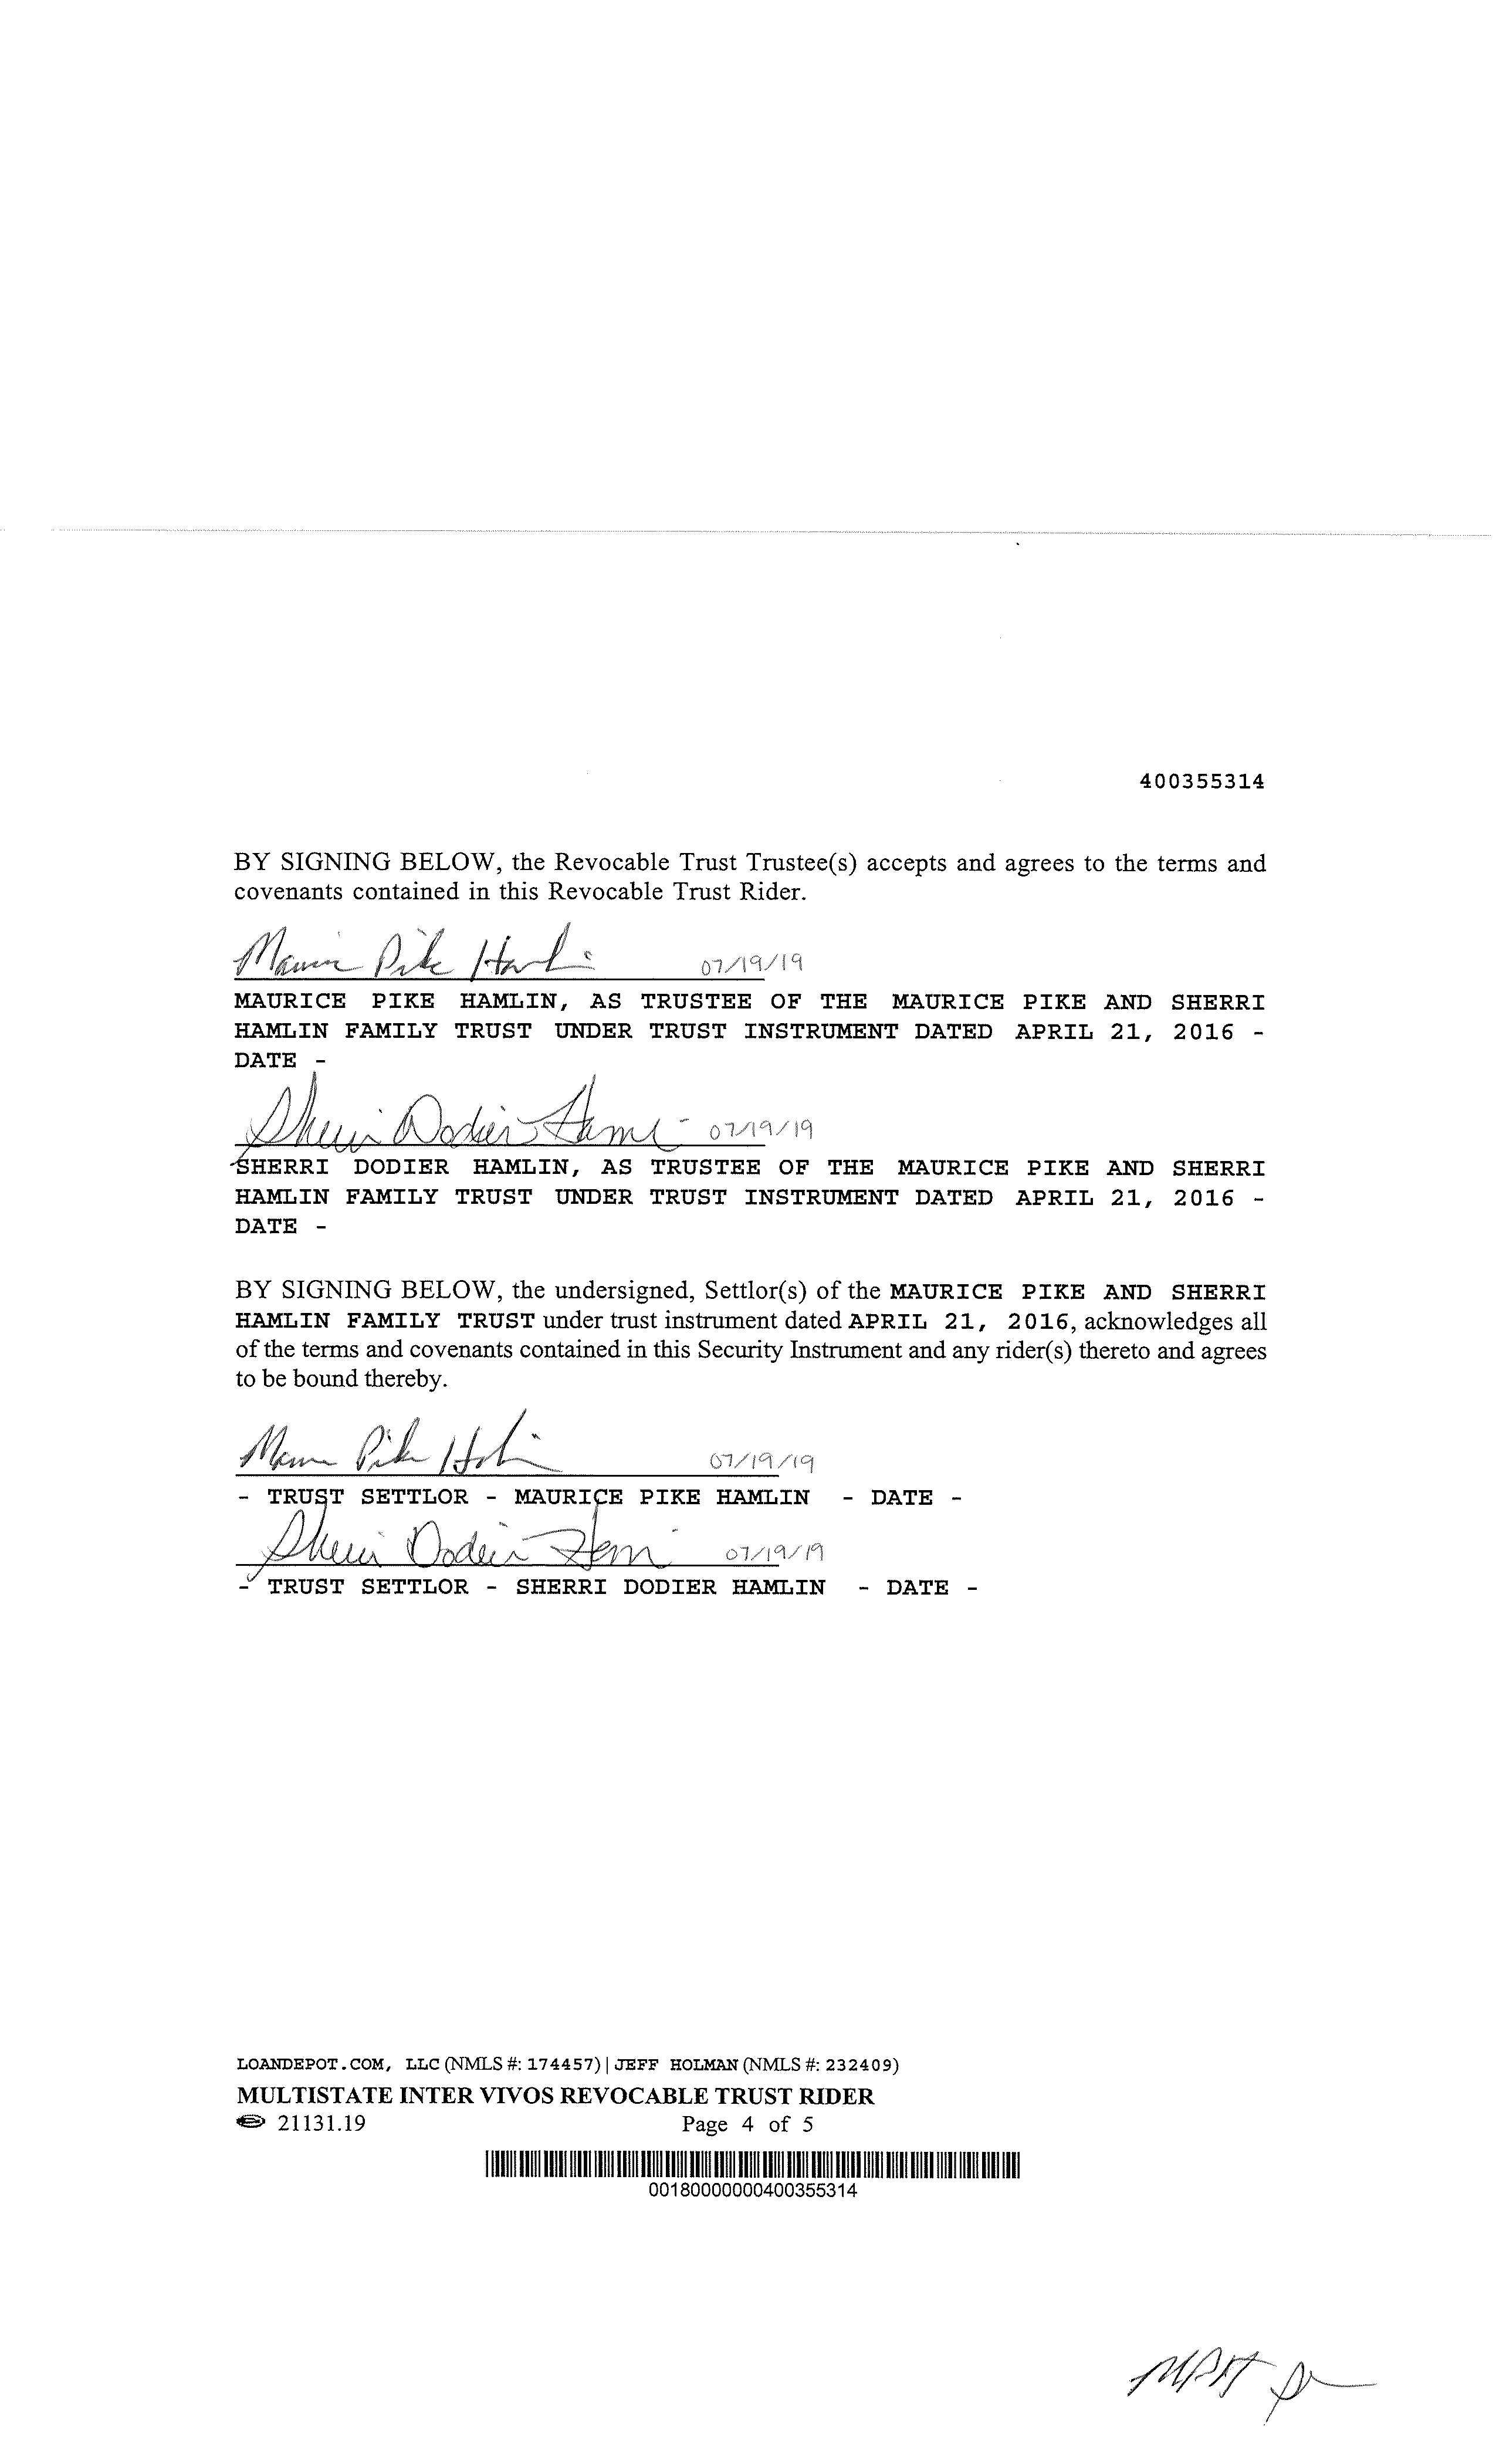 400355314
BY SIGNING BELOW, the Revocable Trust Trustee(s) accepts and agrees to the terms and
covenants contained in this Revocable Trust Rider.
Maurice Pike Hamlin 07/19/19
MAURICE PIKE HAMLIN, AS TRUSTEE OF THE MAURICE PIKE AND SHERRI
HAMLIN FAMILY TRUST UNDER TRUST INSTRUMENT DATED APRIL 21, 2016 -
DATE -
Sherri Dodier Hamlin 07/19/19
SHERRI DODIER HAMLIN, AS TRUSTEE OF THE MAURICE PIKE AND SHERRI
HAMLIN FAMILY TRUST UNDER TRUST INSTRUMENT DATED APRIL 21, 2016 -
DATE -
BY SIGNING BELOW, the undersigned, Settlor(s) of the MAURICE PIKE AND SHERRI
HAMLIN FAMILY TRUST under trust instrument dated APRIL 21, 2016, acknowledges all
of the terms and covenants contained in this Security Instrument and any rider(s) thereto and agrees
to be bound thereby.
Maurice Pike Hamlin 07/19/19
- TRUST SETTLOR - MAURICE PIKE HAMLIN - DATE -
Sherri Dodier Hamlin 07/19/19
- TRUST SETTLOR - SHERRI DODIER HAMLIN - DATE -
LOANDEPOT.COM, LLC (NMLS #: 174457) | JEFF HOLMAN (NMLS #: 232409)
MULTISTATE INTER VIVOS REVOCABLE TRUST RIDER
21131.19 Page 4 of 5
00180000000400355314
MPH